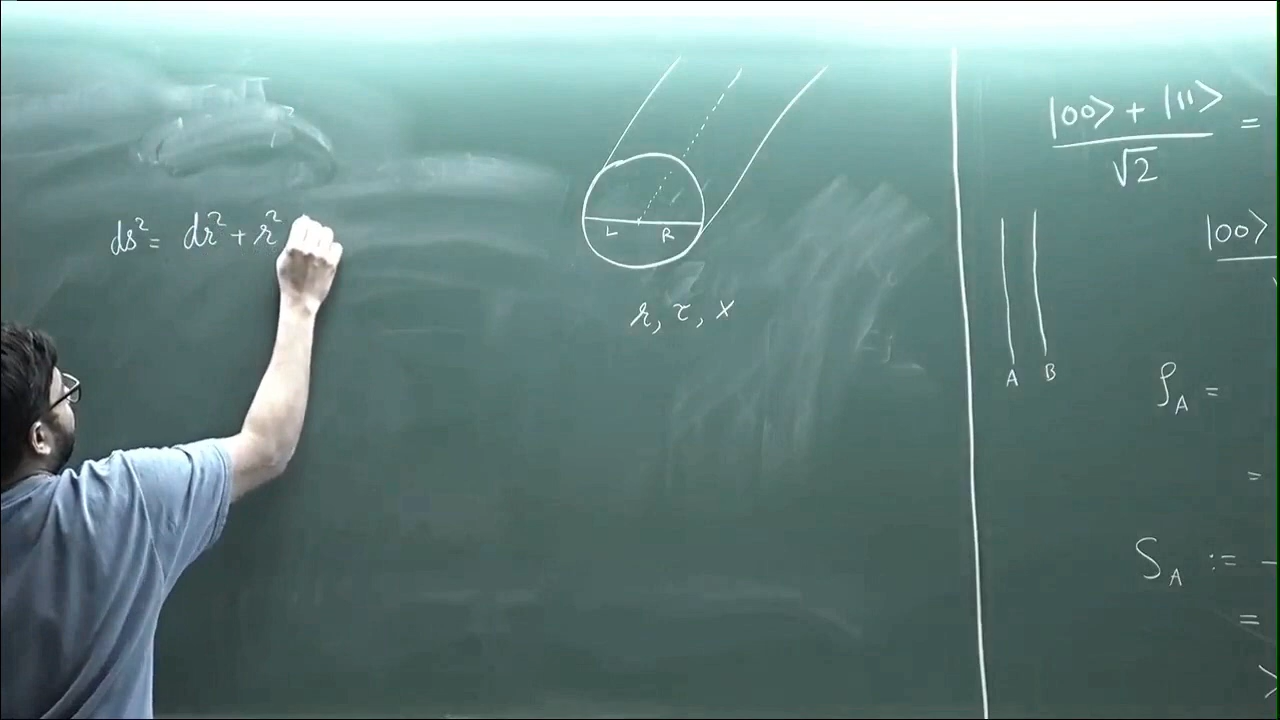 ds² = dr² + r²
L R
r, τ, x
|00⟩ + |11⟩ =
√2
|00⟩
A B
ρ_A =
=
S_A := -
=